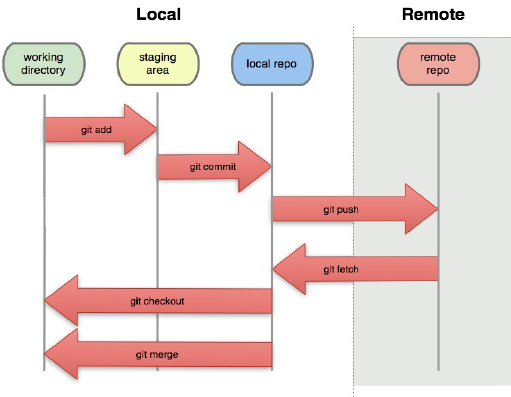 Local
Remote
working
directory
staging
area
local repo
remote
repo
git add
git commit
git push
git fetch
git checkout
git merge